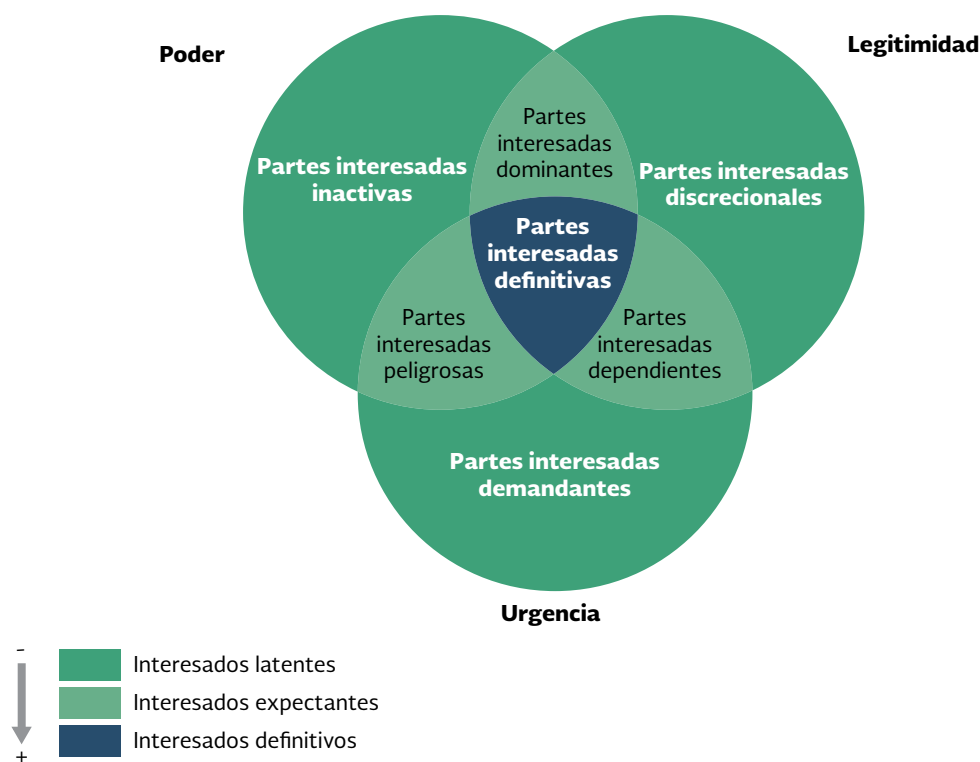 Poder
Legitimidad
Partes
interesadas
dominantes
Partes interesadas
inactivas
Partes interesadas
discrecionales
Partes
interesadas
definitivas
Partes
interesadas
peligrosas
Partes
interesadas
dependientes
Partes interesadas
demandantes
Urgencia
-
Interesados latentes
Interesados expectantes
Interesados definitivos
+